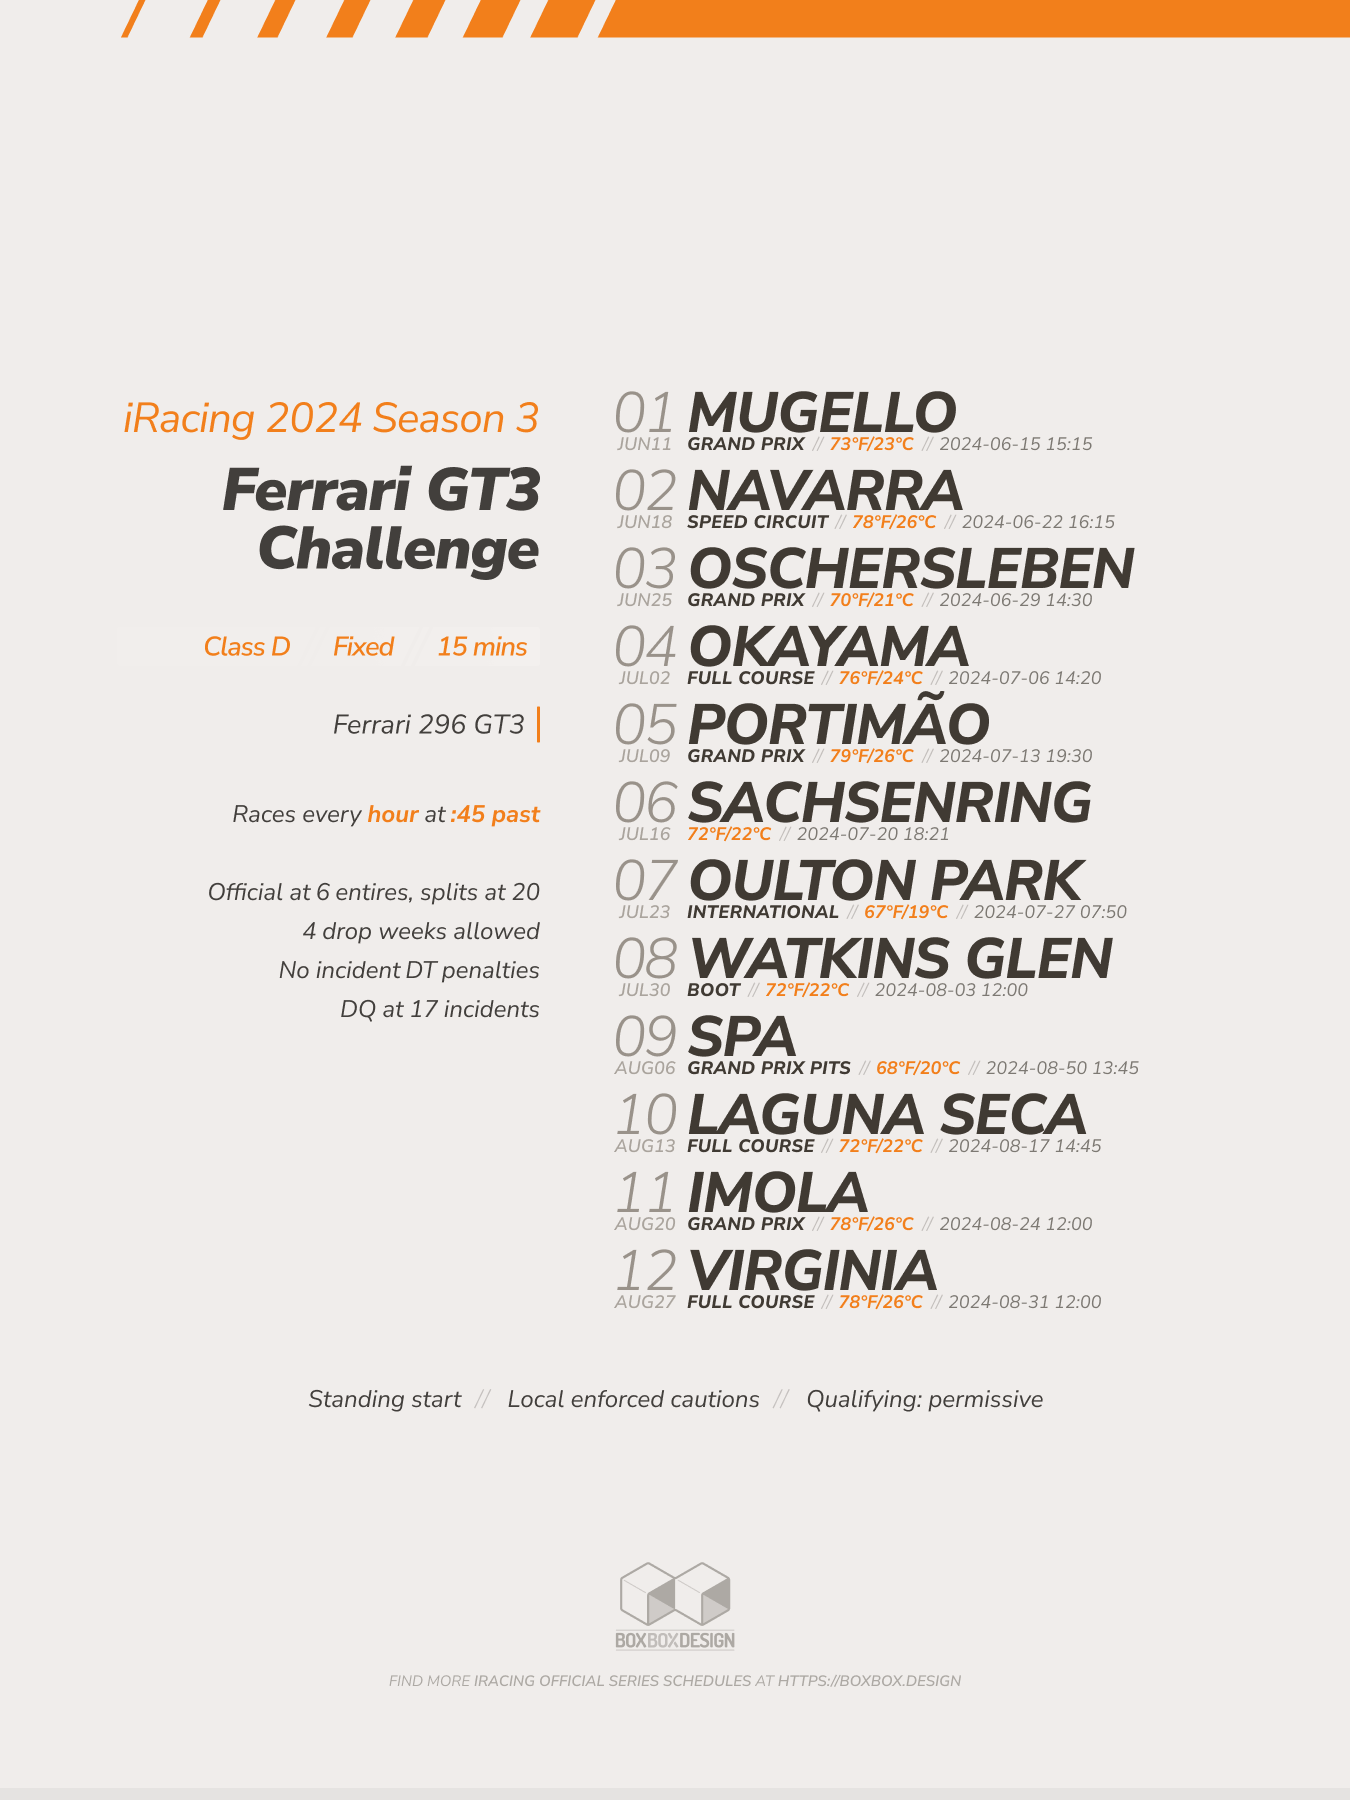 iRacing 2024 Season 3
Ferrari GT3
Challenge
Class D // Fixed // 15 mins
Ferrari 296 GT3
Races every hour at :45 past
Official at 6 entires, splits at 20
4 drop weeks allowed
No incident DT penalties
DQ at 17 incidents
01 MUGELLO
JUN11 GRAND PRIX // 73°F/23°C // 2024-06-15 15:15
02 NAVARRA
JUN18 SPEED CIRCUIT // 78°F/26°C // 2024-06-22 16:15
03 OSCHERSLEBEN
JUN25 GRAND PRIX // 70°F/21°C // 2024-06-29 14:30
04 OKAYAMA
JUL02 FULL COURSE // 76°F/24°C // 2024-07-06 14:20
05 PORTIMÃO
JUL09 GRAND PRIX // 79°F/26°C // 2024-07-13 19:30
06 SACHSENRING
JUL16 72°F/22°C // 2024-07-20 18:21
07 OULTON PARK
JUL23 INTERNATIONAL // 67°F/19°C // 2024-07-27 07:50
08 WATKINS GLEN
JUL30 BOOT // 72°F/22°C // 2024-08-03 12:00
09 SPA
AUG06 GRAND PRIX PITS // 68°F/20°C // 2024-08-50 13:45
10 LAGUNA SECA
AUG13 FULL COURSE // 72°F/22°C // 2024-08-17 14:45
11 IMOLA
AUG20 GRAND PRIX // 78°F/26°C // 2024-08-24 12:00
12 VIRGINIA
AUG27 FULL COURSE // 78°F/26°C // 2024-08-31 12:00
Standing start // Local enforced cautions // Qualifying: permissive
BOXBOXDESIGN
FIND MORE IRACING OFFICIAL SERIES SCHEDULES AT HTTPS://BOXBOX.DESIGN